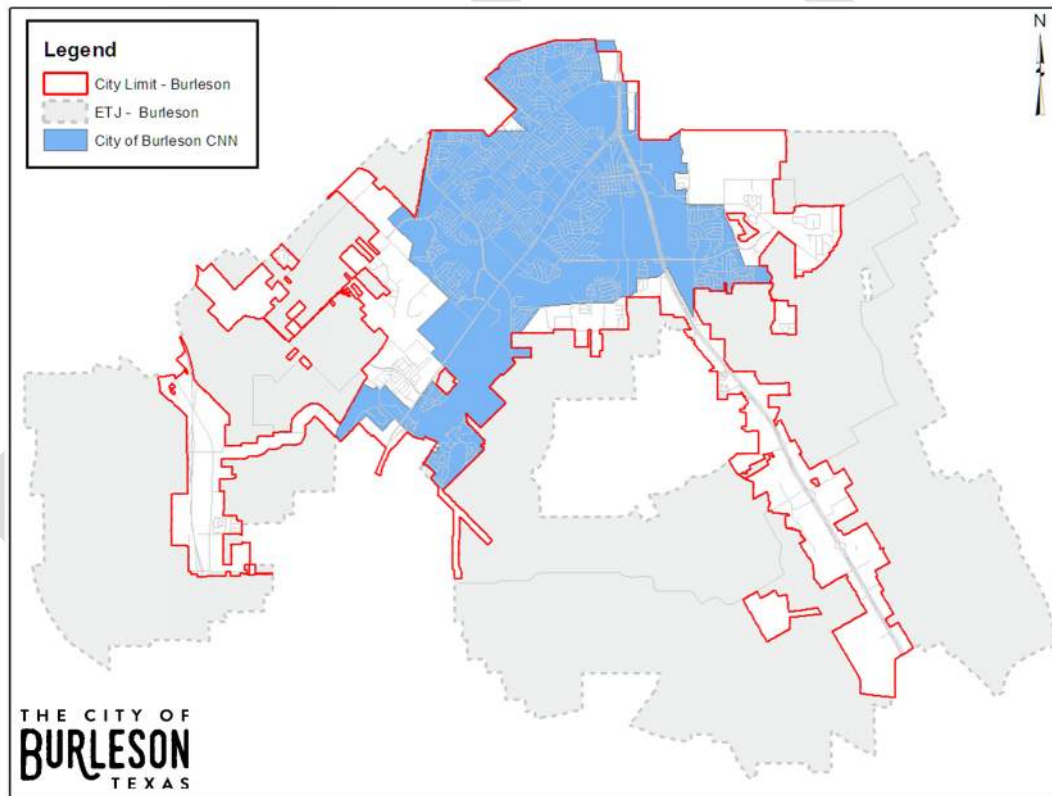 Legend
City Limit - Burleson
ETJ - Burleson
City of Burleson CNN
N
THE CITY OF
BURLESON
TEXAS